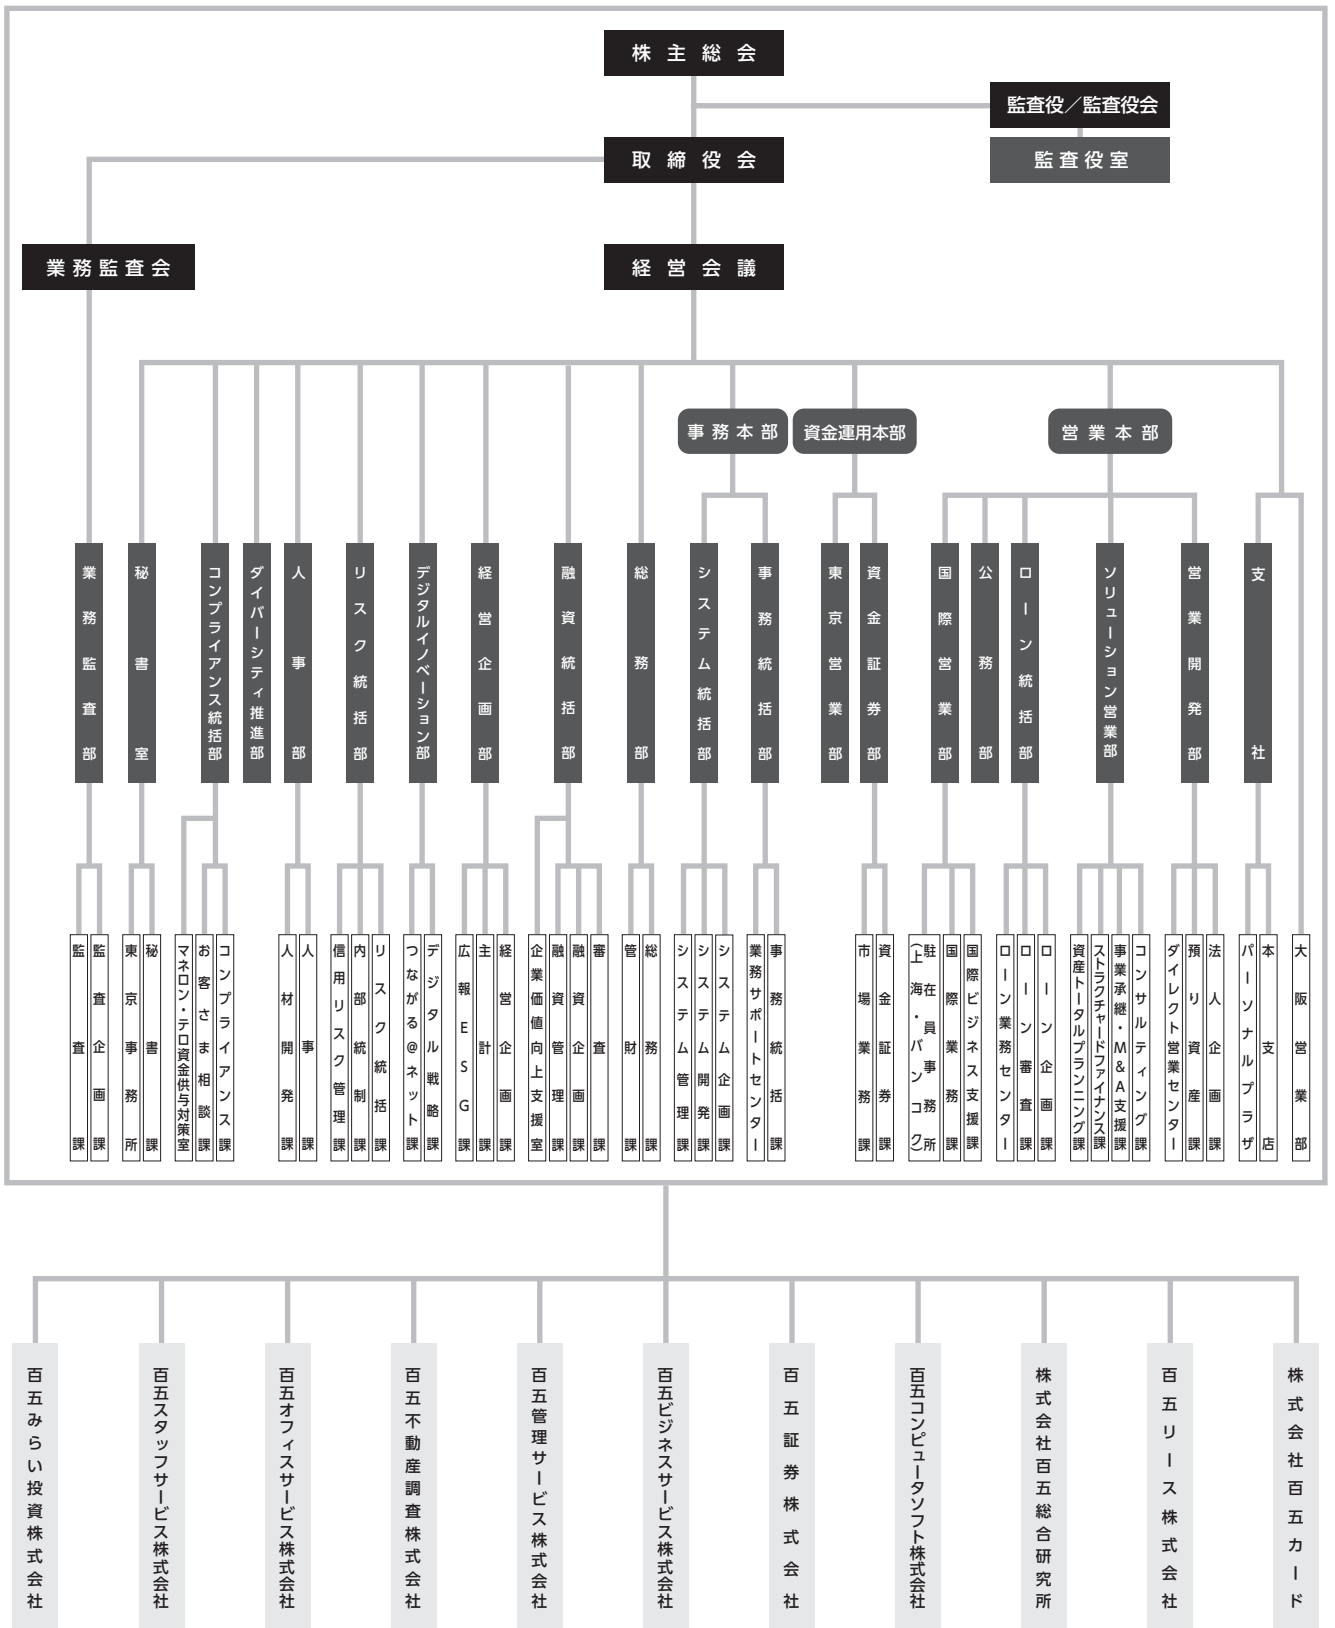 株主総会
監査役／監査役会
取締役会
監査役室
業務監査会
経営会議
事務本部
資金運用本部
営業本部
業務監査部
秘書室
コンプライアンス統括部
ダイバーシティ推進部
人事部
リスク統括部
デジタルイノベーション部
経営企画部
融資統括部
総務部
システム統括部
事務統括部
東京営業部
資金証券部
国際営業部
公務部
ローン統括部
ソリューション営業部
営業開発部
支社
監査課
監査企画課
東京事務所
秘書課
マネロン・テロ資金供与対策室
お客さま相談課
コンプライアンス課
人材開発課
人事課
信用リスク管理課
内部統制課
リスク統括課
つながる@ネット課
デジタル戦略課
広報ESG課
主計課
経営企画課
企業価値向上支援室
融資管理課
融資企画課
審査課
管財課
総務課
システム管理課
システム開発課
システム企画課
業務サポートセンター
事務統括課
市場業務課
資金証券課
駐在員事務所
（上海・バンコク）
国際業務課
国際ビジネス支援課
ローン業務センター
ローン審査課
ローン企画課
資産トータルプランニング課
ストラクチャードファイナンス課
事業承継・M&A支援課
コンサルティング課
ダイレクト営業センター
預り資産課
法人企画課
パーソナルプラザ
本支店
大阪営業部
百五みらい投資株式会社
百五スタッフサービス株式会社
百五オフィスサービス株式会社
百五不動産調査株式会社
百五管理サービス株式会社
百五ビジネスサービス株式会社
百五証券株式会社
百五コンピュータソフト株式会社
株式会社百五総合研究所
百五リース株式会社
株式会社百五カード